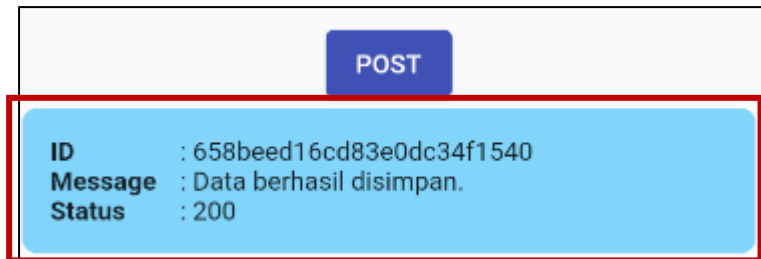 POST
ID : 658beed16cd83e0dc34f1540
Message : Data berhasil disimpan.
Status : 200